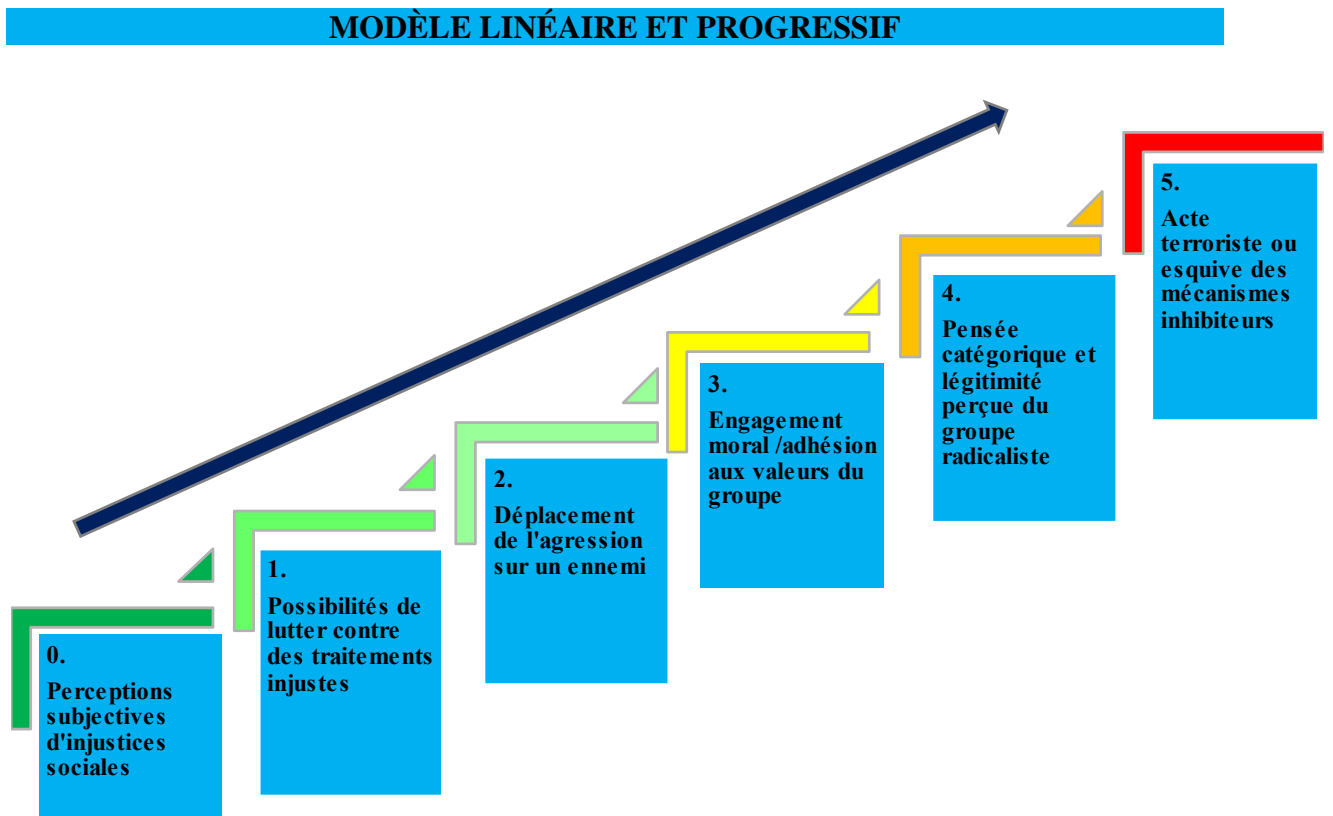 MODÈLE LINÉAIRE ET PROGRESSIF
0.
Perceptions
subjectives
d'injustices
sociales
1.
Possibilités de
lutter contre
des traitements
injustes
2.
Déplacement
de l'agression
sur un ennemi
3.
Engagement
moral /adhésion
aux valeurs du
groupe
4.
Pensée
catégorique et
légitimité
perçue du
groupe
radicaliste
5.
Acte
terroriste ou
esquive des
mécanismes
inhibiteurs